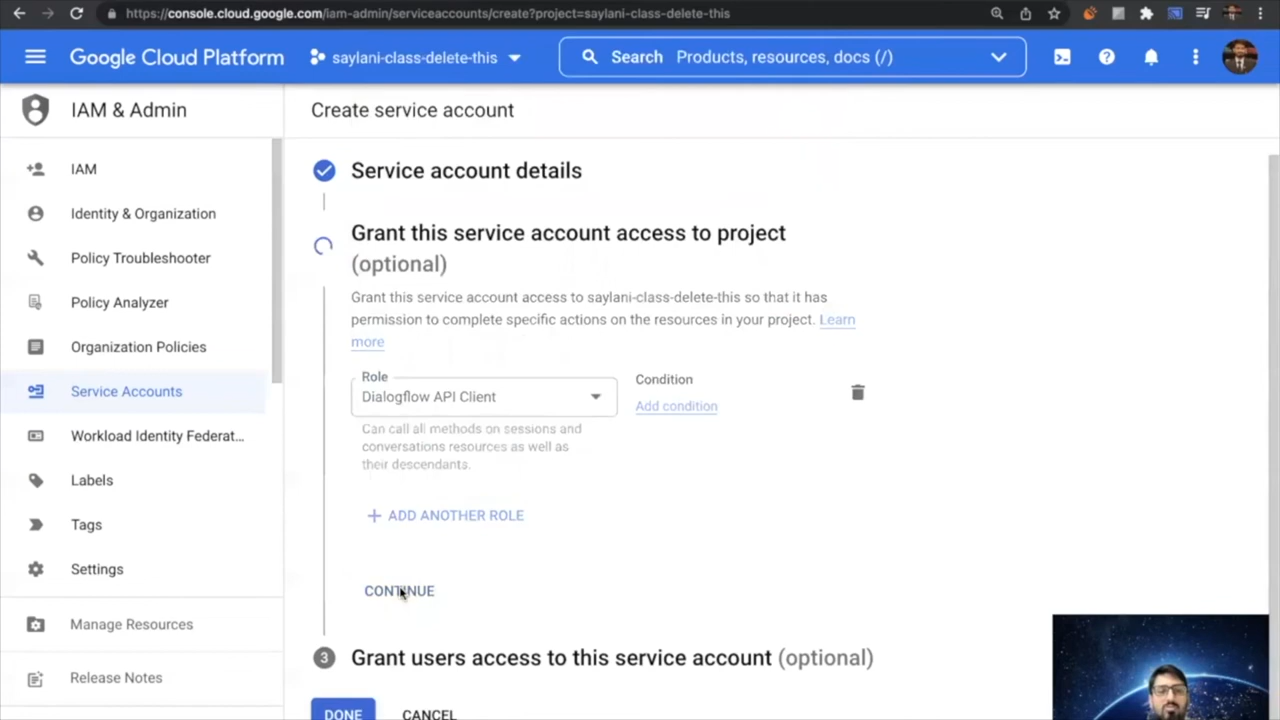 https://console.cloud.google.com/iam-admin/serviceaccounts/create?project=saylani-class-delete-this
Google Cloud Platform
saylani-class-delete-this
Search Products, resources, docs (/)
IAM & Admin
Create service account
IAM
Identity & Organization
Policy Troubleshooter
Policy Analyzer
Organization Policies
Service Accounts
Workload Identity Federat...
Labels
Tags
Settings
Manage Resources
Release Notes
Service account details
Grant this service account access to project
(optional)
Grant this service account access to saylani-class-delete-this so that it has
permission to complete specific actions on the resources in your project. Learn
more
Role
Dialogflow API Client
Condition
Add condition
Can call all methods on sessions and
conversations resources as well as
their descendants.
+ ADD ANOTHER ROLE
CONTINUE
3 Grant users access to this service account (optional)
DONE CANCEL